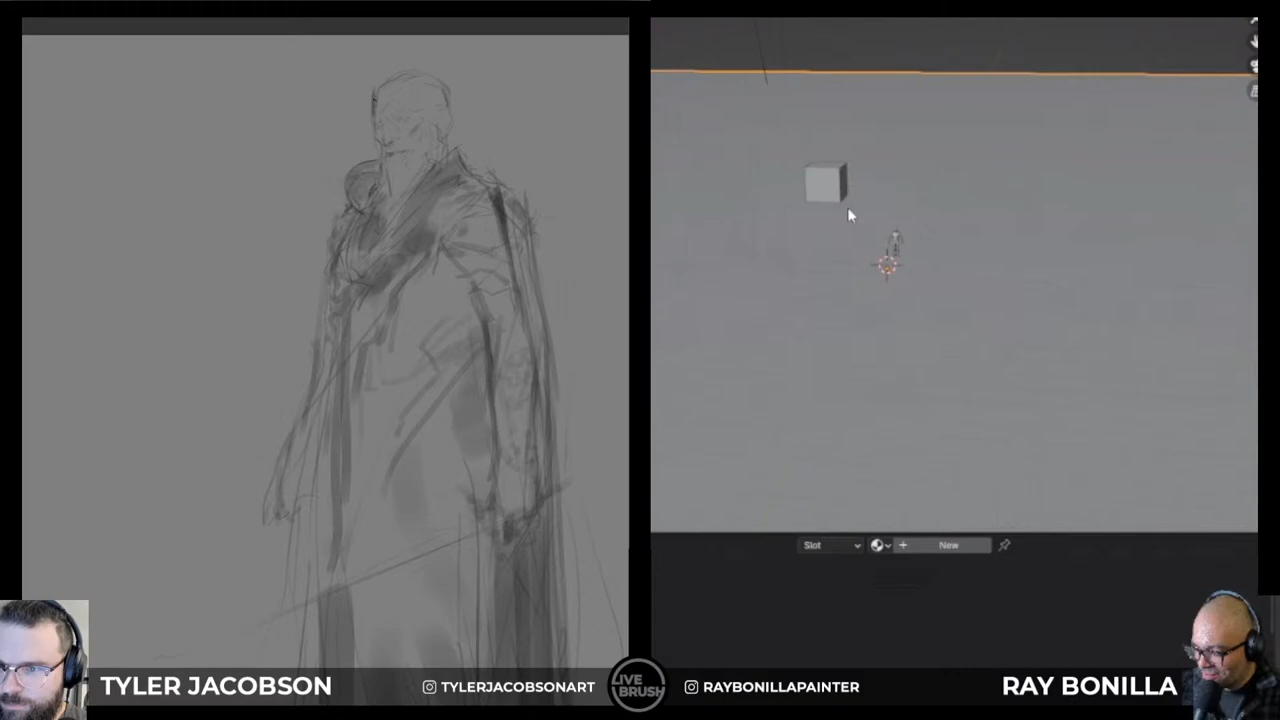 Slot
New
TYLER JACOBSON
TYLERJACOBSONART
LIVE
BRUSH
RAYBONILLAPAINTER
RAY BONILLA